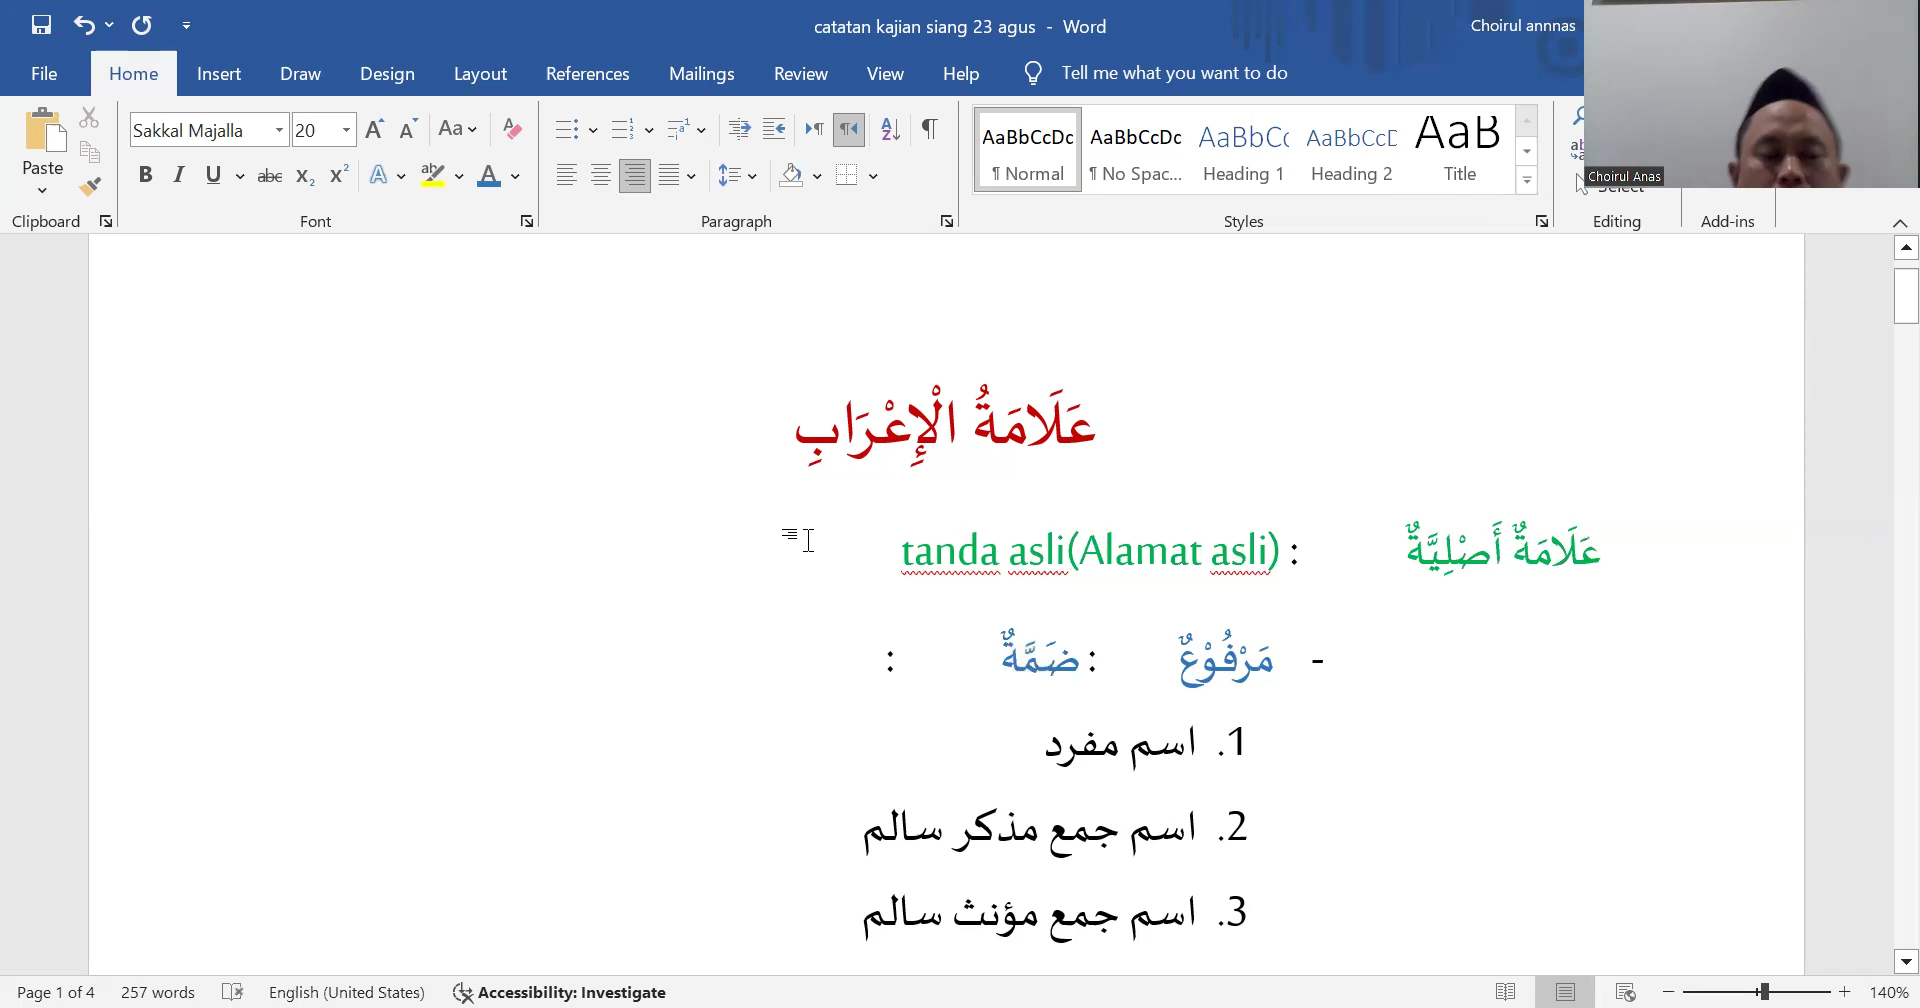 catatan kajian siang 23 agus - Word
Choirul annnas
File Home Insert Draw Design Layout References Mailings Review View Help Tell me what you want to do
Paste
Clipboard
Sakkal Majalla 20
Font
Paragraph
AaBbCcDc AaBbCcDc AaBbCc AaBbCcD AaB
¶ Normal ¶ No Spac... Heading 1 Heading 2 Title
Styles
Select
Editing
Add-ins
Choirul Anas
عَلَامَةُ الْإِعْرَابِ
عَلَامَةٌ أَصْلِيَّةٌ : tanda asli(Alamat asli)
- مَرْفُوْعٌ : ضَمَّةٌ :
1. اسم مفرد
2. اسم جمع مذكر سالم
3. اسم جمع مؤنث سالم
Page 1 of 4 257 words English (United States) Accessibility: Investigate 140%